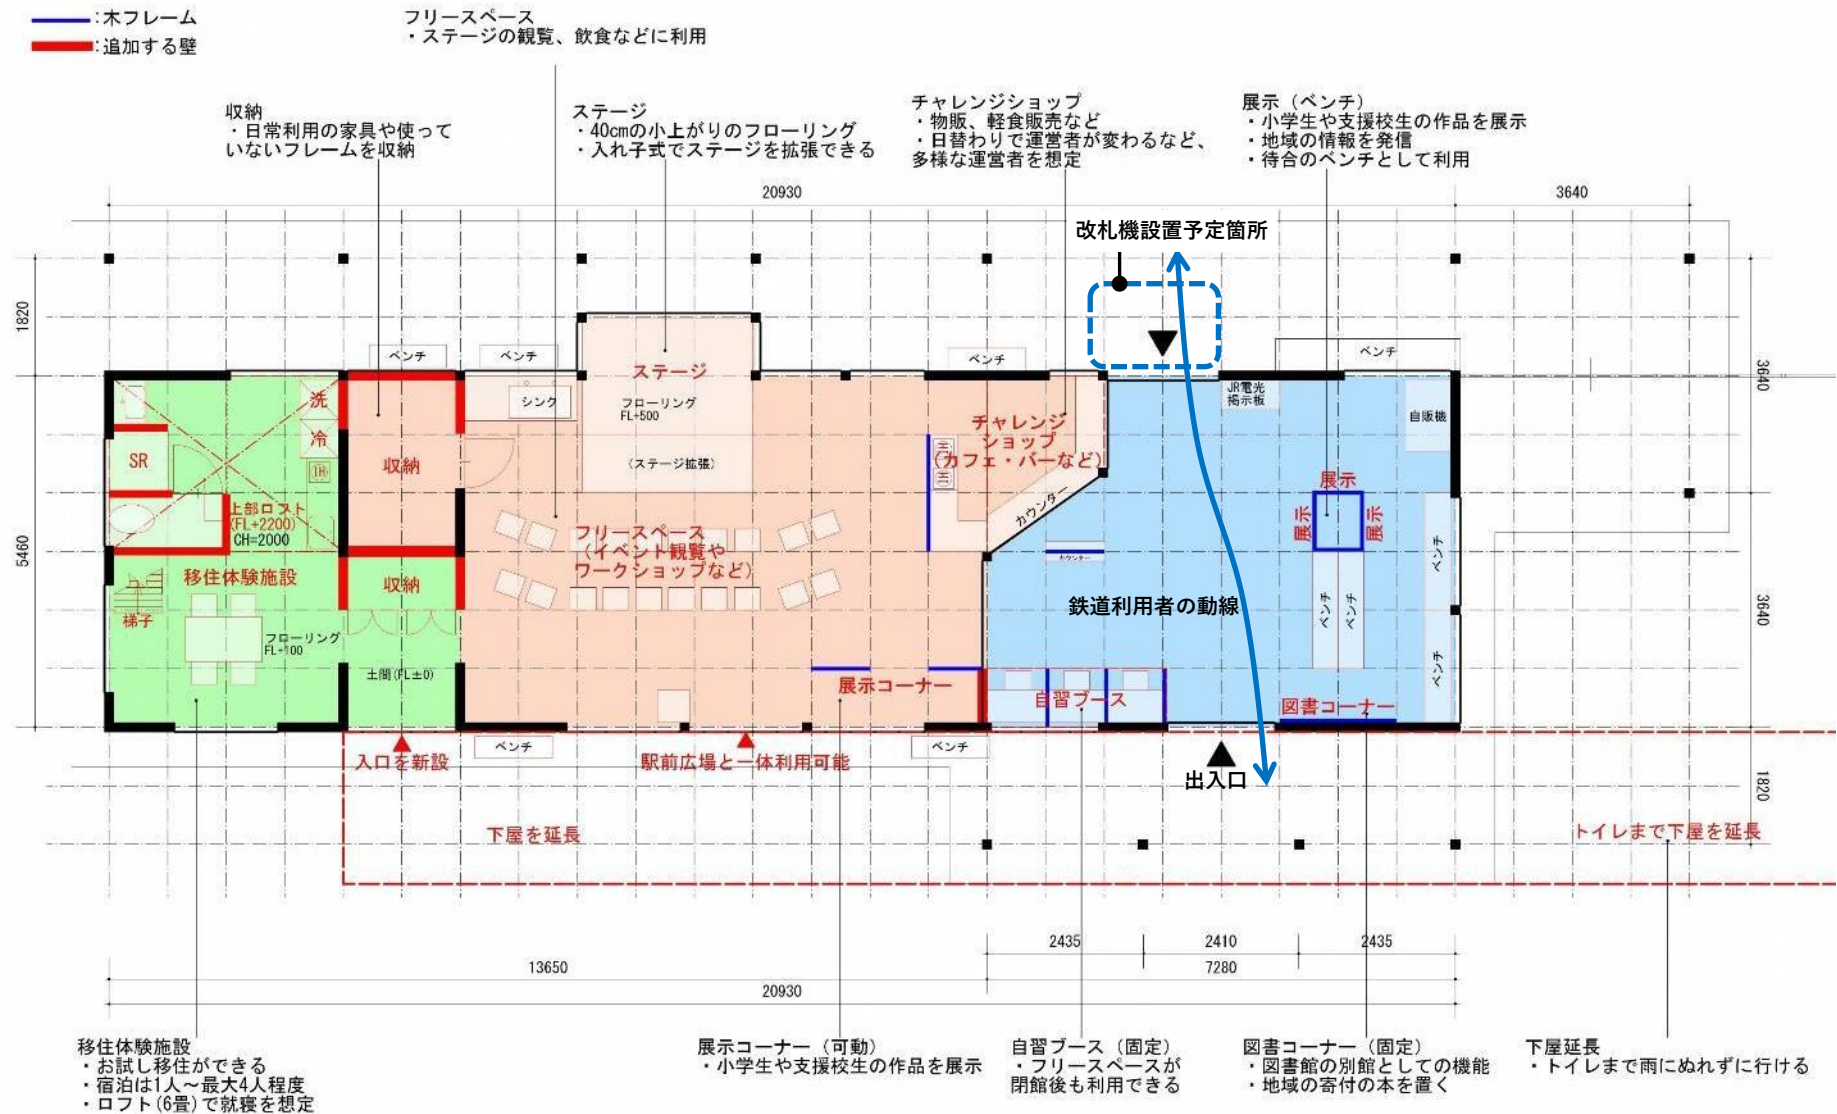 :木フレーム
:追加する壁
フリースペース
・ステージの観覧、飲食などに利用
収納
・日常利用の家具や使って
いないフレームを収納
ステージ
・40cmの小上がりのフローリング
・入れ子式でステージを拡張できる
チャレンジショップ
・物販、軽食販売など
・日替わりで運営者が変わるなど、
多様な運営者を想定
展示（ベンチ）
・小学生や支援校生の作品を展示
・地域の情報を発信
・待合のベンチとして利用
20930
3640
改札機設置予定箇所
1820
5460
3640
3640
1820
ベンチ
ベンチ
ベンチ
ベンチ
洗
冷
IH
SR
上部ロフト
(FL+2200)
CH=2000
移住体験施設
梯子
フローリング
FL+100
収納
収納
土間(FL±0)
シンク
ステージ
フローリング
FL+500
(ステージ拡張)
フリースペース
（イベント観覧や
ワークショップなど）
チャレンジ
ショップ
（カフェ・バーなど）
カウンター
カウンター
JR電光
掲示板
自販機
展示
展示
展示
ベンチ
ベンチ
ベンチ
ベンチ
鉄道利用者の動線
展示コーナー
自習ブース
図書コーナー
ベンチ
ベンチ
入口を新設
駅前広場と一体利用可能
出入口
下屋を延長
トイレまで下屋を延長
2435
2410
2435
13650
7280
20930
移住体験施設
・お試し移住ができる
・宿泊は1人～最大4人程度
・ロフト(6畳)で就寝を想定
展示コーナー（可動）
・小学生や支援校生の作品を展示
自習ブース（固定）
・フリースペースが
閉館後も利用できる
図書コーナー（固定）
・図書館の別館としての機能
・地域の寄付の本を置く
下屋延長
・トイレまで雨にぬれずに行ける